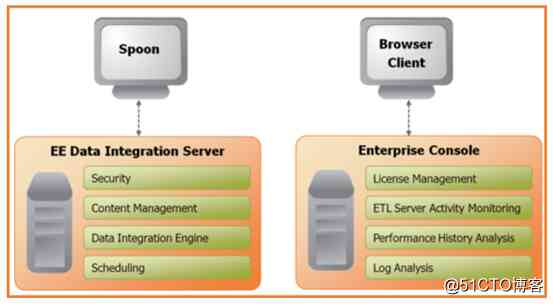 Spoon
Browser
Client
EE Data Integration Server
Security
Content Management
Data Integration Engine
Scheduling
Enterprise Console
License Management
ETL Server Activity Monitoring
Performance History Analysis
Log Analysis
@51CTO博客